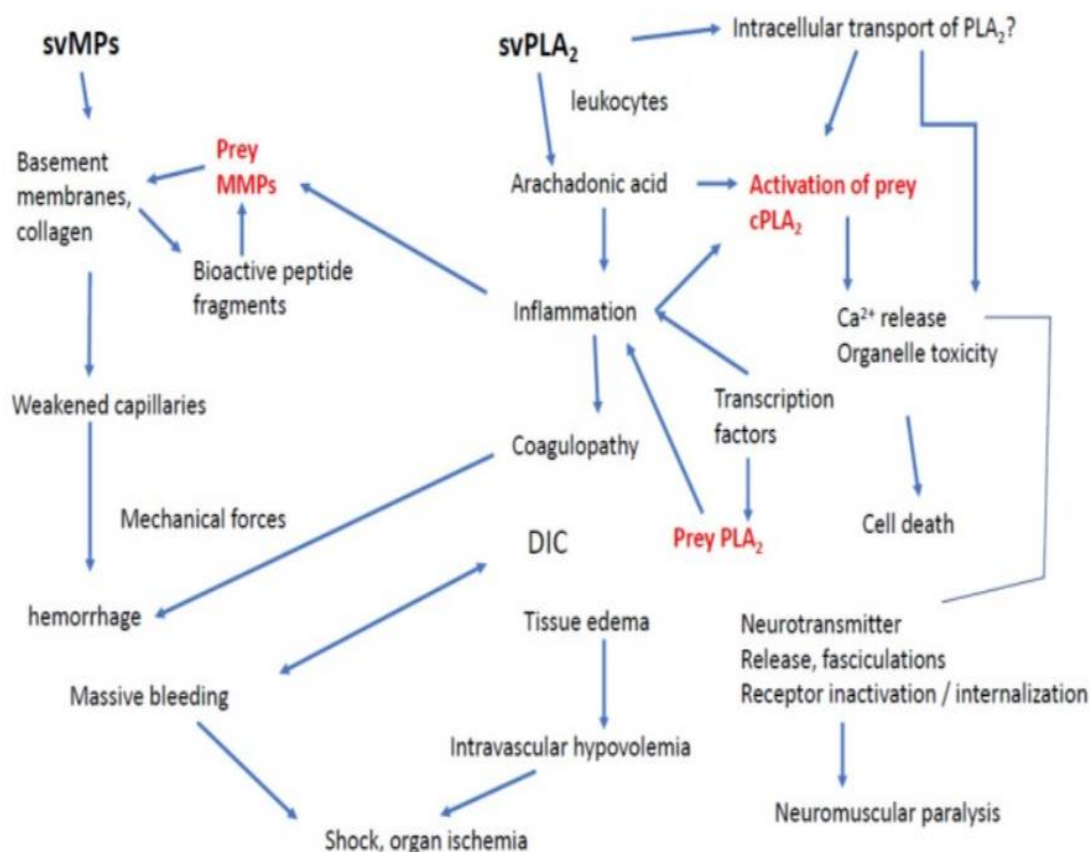 svMPs
svPLA₂
Intracellular transport of PLA₂?
leukocytes
Basement
membranes,
collagen
Prey
MMPs
Arachadonic acid
Activation of prey
cPLA₂
Bioactive peptide
fragments
Inflammation
Ca²⁺ release
Organelle toxicity
Weakened capillaries
Transcription
factors
Coagulopathy
Mechanical forces
DIC
Prey PLA₂
Cell death
hemorrhage
Tissue edema
Neurotransmitter
Release, fasciculations
Receptor inactivation / internalization
Massive bleeding
Intravascular hypovolemia
Neuromuscular paralysis
Shock, organ ischemia